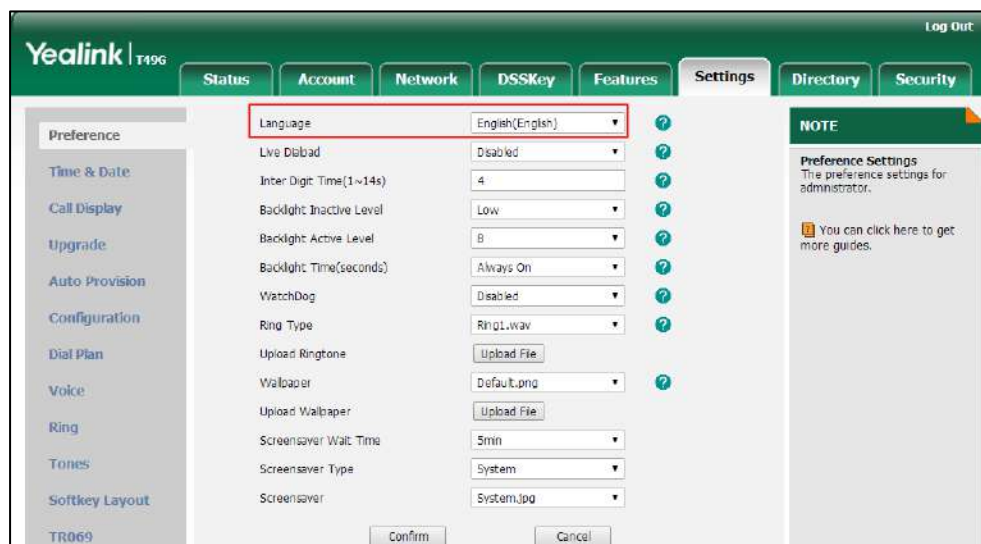 Log Out
Yealink | T49G
Status Account Network DSSKey Features Settings Directory Security
Preference
Time & Date
Call Display
Upgrade
Auto Provision
Configuration
Dial Plan
Voice
Ring
Tones
Softkey Layout
TR069
Language English(English) ?
Live Dialpad Disabled ?
Inter Digit Time(1~14s) 4 ?
Backlight Inactive Level Low ?
Backlight Active Level 8 ?
Backlight Time(seconds) Always On ?
WatchDog Disabled ?
Ring Type Ring1.wav ?
Upload Ringtone Upload File
Wallpaper Default.png ?
Upload Wallpaper Upload File
Screensaver Wait Time 5min
Screensaver Type System
Screensaver System.jpg
Confirm Cancel
NOTE
Preference Settings
The preference settings for
administrator.
You can click here to get
more guides.